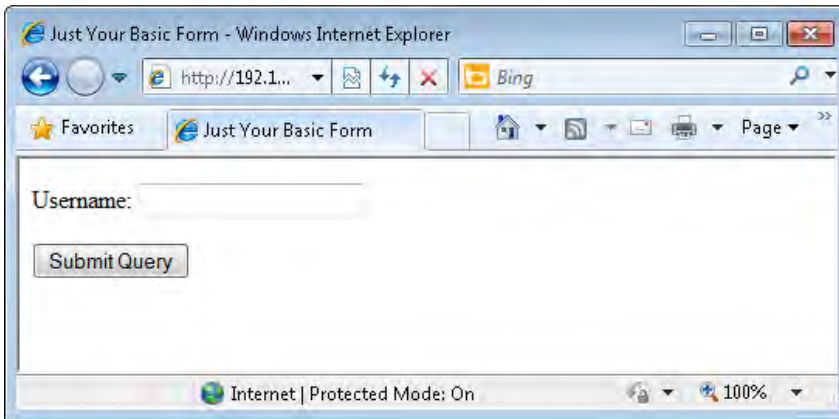 Just Your Basic Form - Windows Internet Explorer
http://192.1... Bing
Favorites Just Your Basic Form Page
Username:
Submit Query
Internet | Protected Mode: On 100%